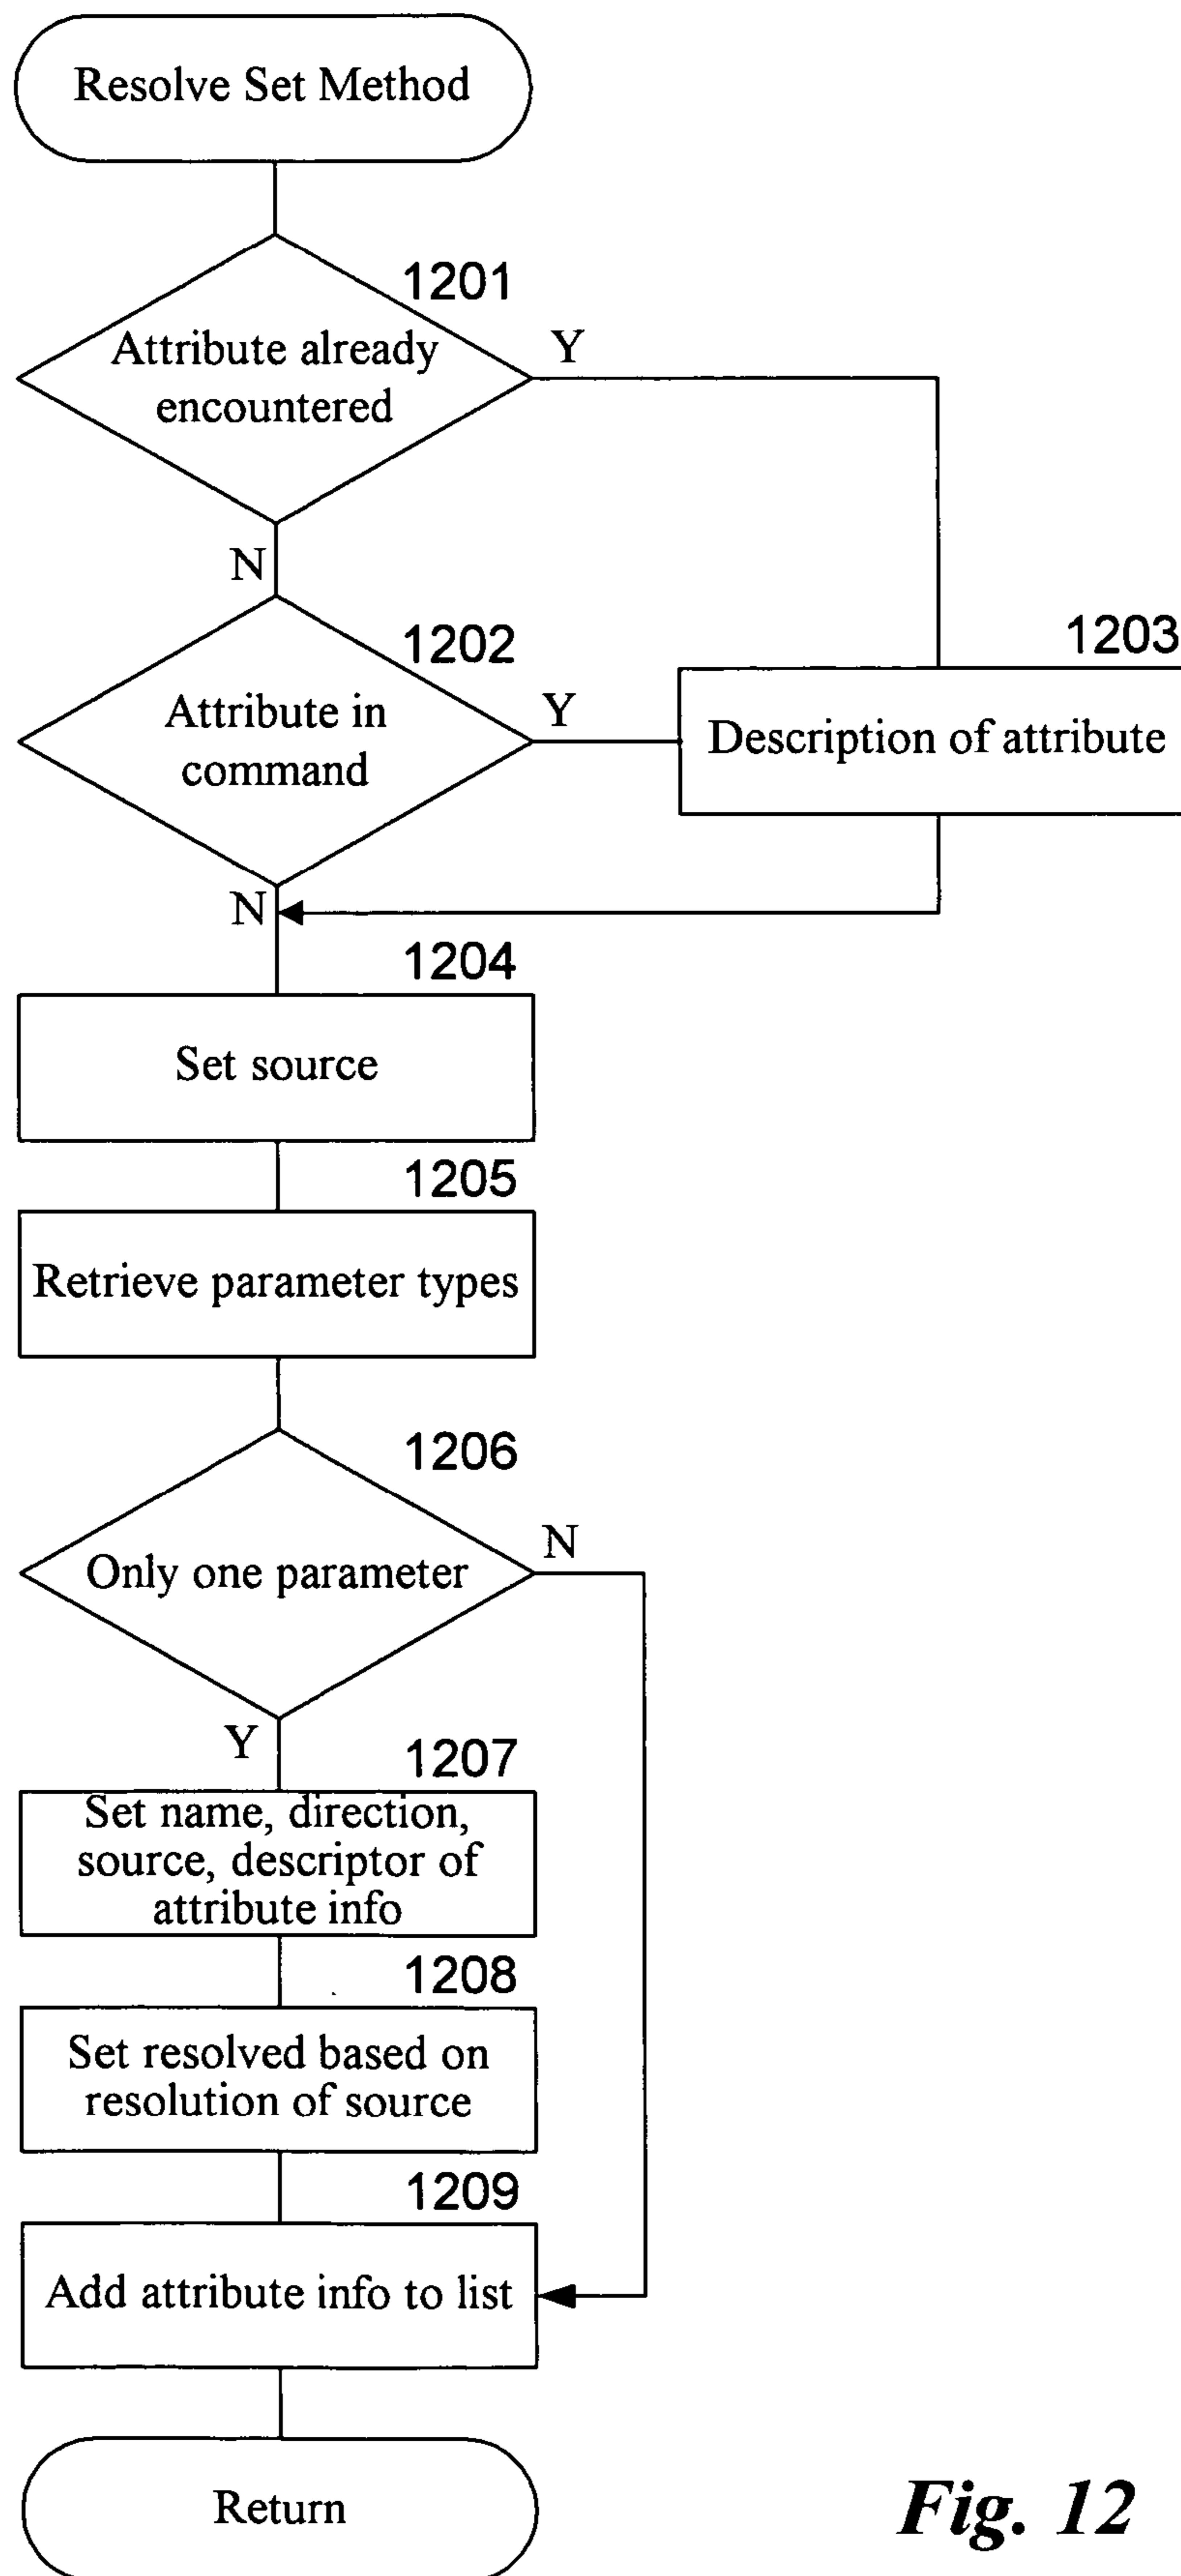 Resolve Set Method
1201
Attribute already
encountered
Y
N
1202
Attribute in
command
Y
1203
Description of attribute
N
1204
Set source
1205
Retrieve parameter types
1206
Only one parameter
N
Y
1207
Set name, direction,
source, descriptor of
attribute info
1208
Set resolved based on
resolution of source
1209
Add attribute info to list
Return
Fig. 12